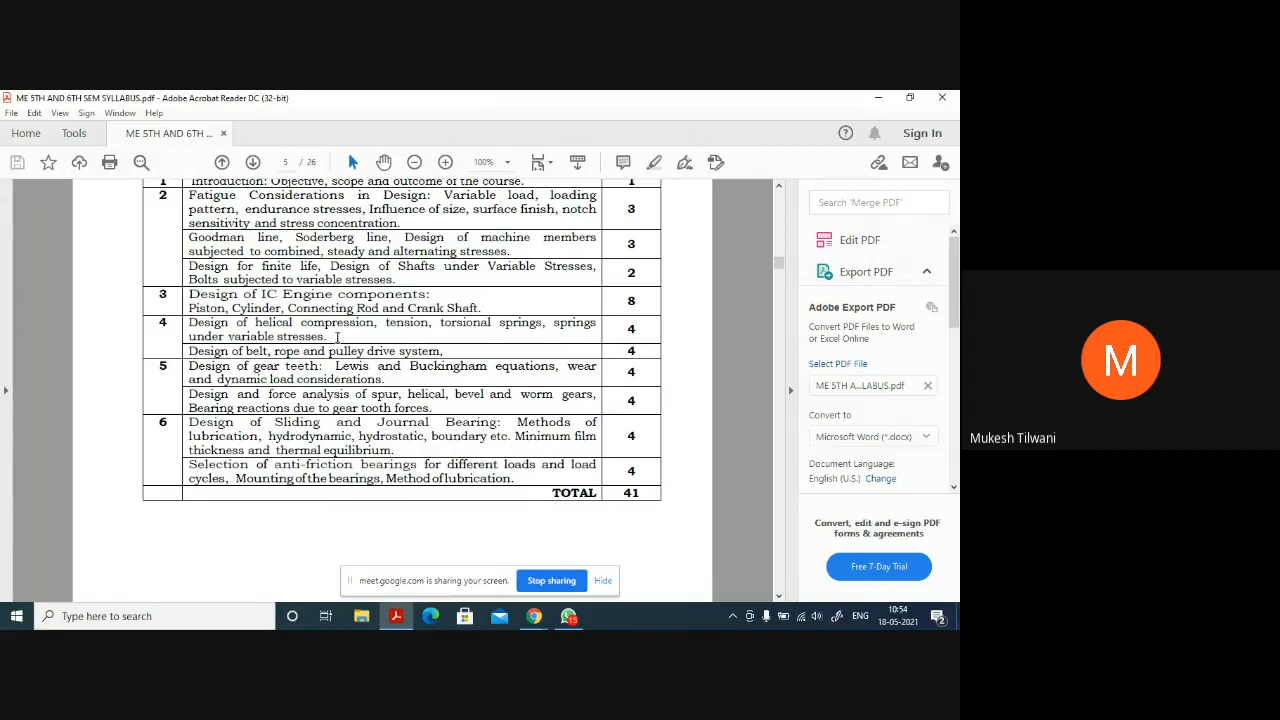 ME 5TH AND 6TH SEM SYLLABUS.pdf - Adobe Acrobat Reader DC (32-bit)
File Edit View Sign Window Help
Home Tools ME 5TH AND 6TH ... × Sign In
5 / 26 100%
1 Introduction: Objective, scope and outcome of the course. 1
2 Fatigue Considerations in Design: Variable load, loading
pattern, endurance stresses, Influence of size, surface finish, notch
sensitivity and stress concentration.
3
Goodman line, Soderberg line, Design of machine members
subjected to combined, steady and alternating stresses.
3
Design for finite life, Design of Shafts under Variable Stresses,
Bolts subjected to variable stresses.
2
3 Design of IC Engine components:
Piston, Cylinder, Connecting Rod and Crank Shaft.
8
4 Design of helical compression, tension, torsional springs, springs
under variable stresses.
4
Design of belt, rope and pulley drive system, 4
5 Design of gear teeth: Lewis and Buckingham equations, wear
and dynamic load considerations.
4
Design and force analysis of spur, helical, bevel and worm gears,
Bearing reactions due to gear tooth forces.
4
6 Design of Sliding and Journal Bearing: Methods of
lubrication, hydrodynamic, hydrostatic, boundary etc. Minimum film
thickness and thermal equilibrium.
4
Selection of anti-friction bearings for different loads and load
cycles, Mounting of the bearings, Method of lubrication.
4
TOTAL 41
Search 'Merge PDF'
Edit PDF
Export PDF
Adobe Export PDF
Convert PDF Files to Word
or Excel Online
Select PDF File
ME 5TH A...LABUS.pdf
Convert to
Microsoft Word (*.docx)
Document Language:
English (U.S.) Change
Convert, edit and e-sign PDF
forms & agreements
Free 7-Day Trial
meet.google.com is sharing your screen. Stop sharing Hide
Type here to search
15
ENG
10:54
18-05-2021
2
M
Mukesh Tilwani